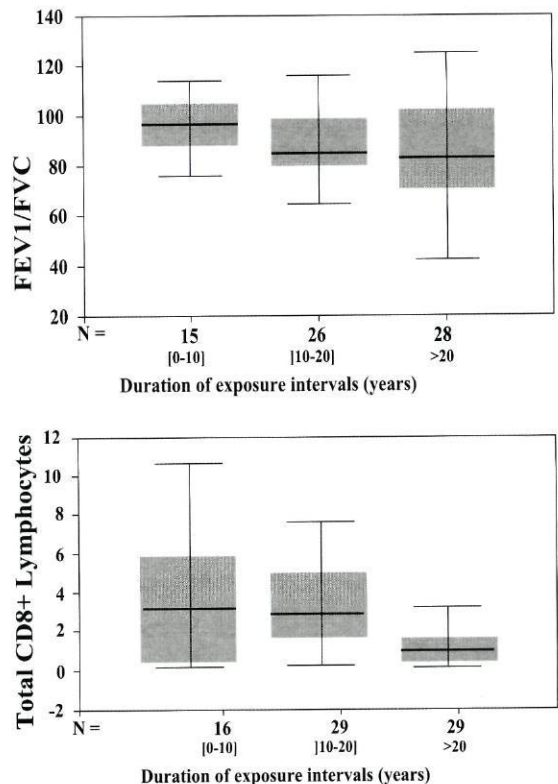 140
120
100
80
60
40
20
FEV1/FVC
N = 15 26 28
[0-10] ]10-20] >20
Duration of exposure intervals (years)
12
10
8
6
4
2
0
-2
Total CD8+ Lymphocytes
N = 16 29 29
[0-10] ]10-20] >20
Duration of exposure intervals (years)